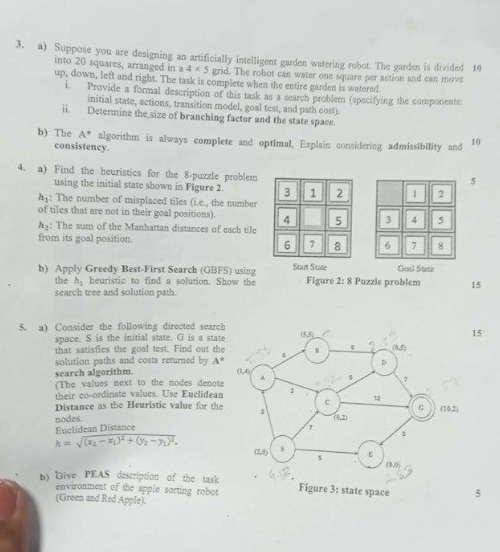 3. a) Suppose you are designing an artificially intelligent garden watering robot. The garden is divided 10
into 20 squares, arranged in a 4 × 5 grid. The robot can water one square per action and can move
up, down, left and right. The task is complete when the entire garden is watered.
i. Provide a formal description of this task as a search problem (specifying the components:
initial state, actions, transition model, goal test, and path cost).
ii. Determine the size of branching factor and the state space.
b) The A* algorithm is always complete and optimal, Explain considering admissibility and 10
consistency.
4. a) Find the heuristics for the 8-puzzle problem 5
using the initial state shown in Figure 2.
h₁: The number of misplaced tiles (i.e., the number
of tiles that are not in their goal positions).
h₂: The sum of the Manhattan distances of each tile
from its goal position.
3 1 2
4 5
6 7 8
Start State
1 2
3 4 5
6 7 8
Goal State
Figure 2: 8 Puzzle problem
b) Apply Greedy Best-First Search (GBFS) using 15
the h₁ heuristic to find a solution. Show the
search tree and solution path.
5. a) Consider the following directed search 15
space. S is the initial state. G is a state
that satisfies the goal test. Find out the
solution paths and costs returned by A*
search algorithm.
(The values next to the nodes denote
their co-ordinate values. Use Euclidean
Distance as the Heuristic value for the
nodes.
Euclidean Distance
h = √(x₂ − x₁)² + (y₂ − y₁)².
(5,5)
B
6
6
(8,5)
D
(1,4)
A
2
5
7
C
12
G
(10,2)
(6,2)
2
7
3
(2,0)
S
5
E
(8,0)
Figure 3: state space
b) Give PEAS description of the task 5
environment of the apple sorting robot
(Green and Red Apple).